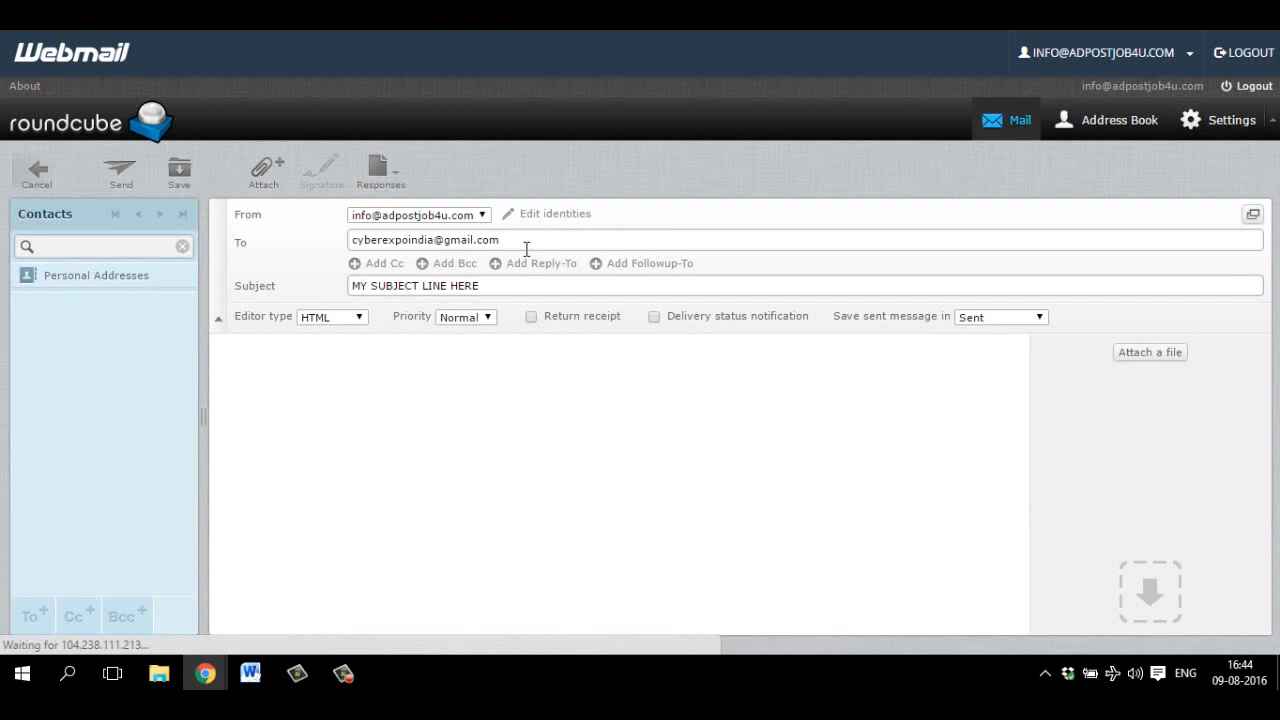 Webmail
INFO@ADPOSTJOB4U.COM LOGOUT
About
info@adpostjob4u.com Logout
roundcube
Mail Address Book Settings
Cancel Send Save Attach Signature Responses
Contacts
Personal Addresses
From info@adpostjob4u.com Edit identities
To cyberexpoindia@gmail.com
Add Cc Add Bcc Add Reply-To Add Followup-To
Subject MY SUBJECT LINE HERE
Editor type HTML Priority Normal Return receipt Delivery status notification Save sent message in Sent
Attach a file
To+ Cc+ Bcc+
Waiting for 104.238.111.213...
W
ENG
16:44
09-08-2016